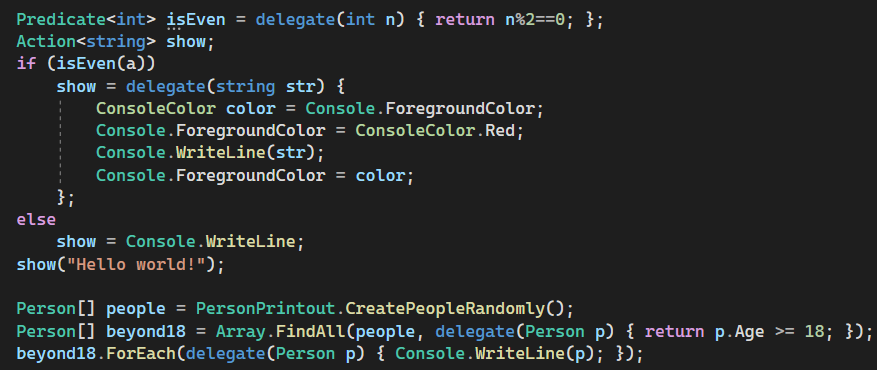 Predicate<int> isEven = delegate(int n) { return n%2==0; };
Action<string> show;
if (isEven(a))
    show = delegate(string str) {
        ConsoleColor color = Console.ForegroundColor;
        Console.ForegroundColor = ConsoleColor.Red;
        Console.WriteLine(str);
        Console.ForegroundColor = color;
    };
else
    show = Console.WriteLine;
show("Hello world!");

Person[] people = PersonPrintout.CreatePeopleRandomly();
Person[] beyond18 = Array.FindAll(people, delegate(Person p) { return p.Age >= 18; });
beyond18.ForEach(delegate(Person p) { Console.WriteLine(p); });